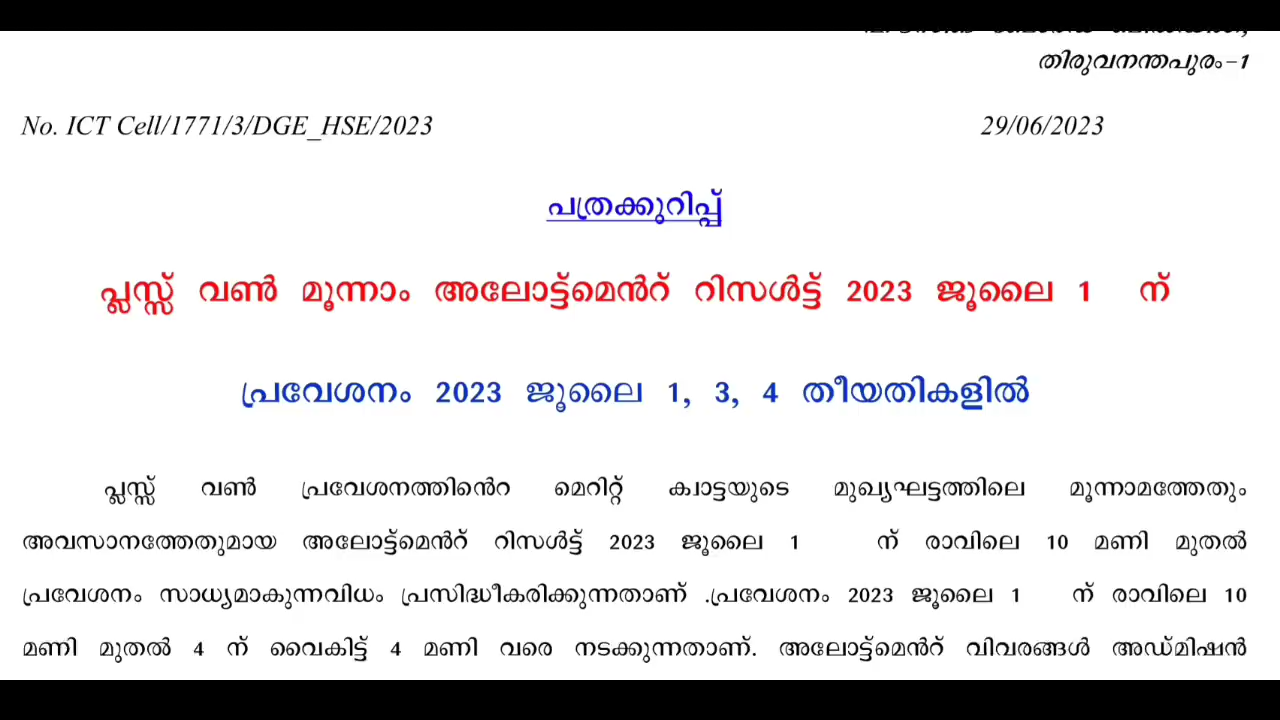 തിരുവനന്തപുരം-1
No. ICT Cell/1771/3/DGE_HSE/2023 29/06/2023
പത്രക്കുറിപ്പ്
പ്ലസ്സ് വൺ മൂന്നാം അലോട്ട്മെൻറ് റിസൾട്ട് 2023 ജൂലൈ 1 ന്
പ്രവേശനം 2023 ജൂലൈ 1, 3, 4 തീയതികളിൽ
പ്ലസ്സ് വൺ പ്രവേശനത്തിൻെറ മെറിറ്റ് ക്വാട്ടയുടെ മുഖ്യഘട്ടത്തിലെ മൂന്നാമത്തേതും
അവസാനത്തേതുമായ അലോട്ട്മെൻറ് റിസൾട്ട് 2023 ജൂലൈ 1 ന് രാവിലെ 10 മണി മുതൽ
പ്രവേശനം സാധ്യമാകുന്നവിധം പ്രസിദ്ധീകരിക്കുന്നതാണ് .പ്രവേശനം 2023 ജൂലൈ 1 ന് രാവിലെ 10
മണി മുതൽ 4 ന് വൈകിട്ട് 4 മണി വരെ നടക്കുന്നതാണ്. അലോട്ട്മെൻറ് വിവരങ്ങൾ അഡ്മിഷൻ